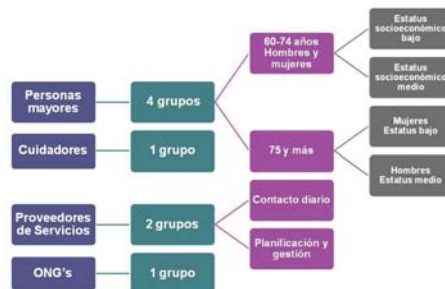 Personas
mayores
4 grupos
60-74 años
Hombres y
mujeres
Estatus
socioeconómico
bajo
Estatus
socioeconómico
medio
75 y más
Mujeres
Estatus bajo
Hombres
Estatus medio
Cuidadores
1 grupo
Proveedores
de Servicios
2 grupos
Contacto diario
Planificación y
gestión
ONG's
1 grupo